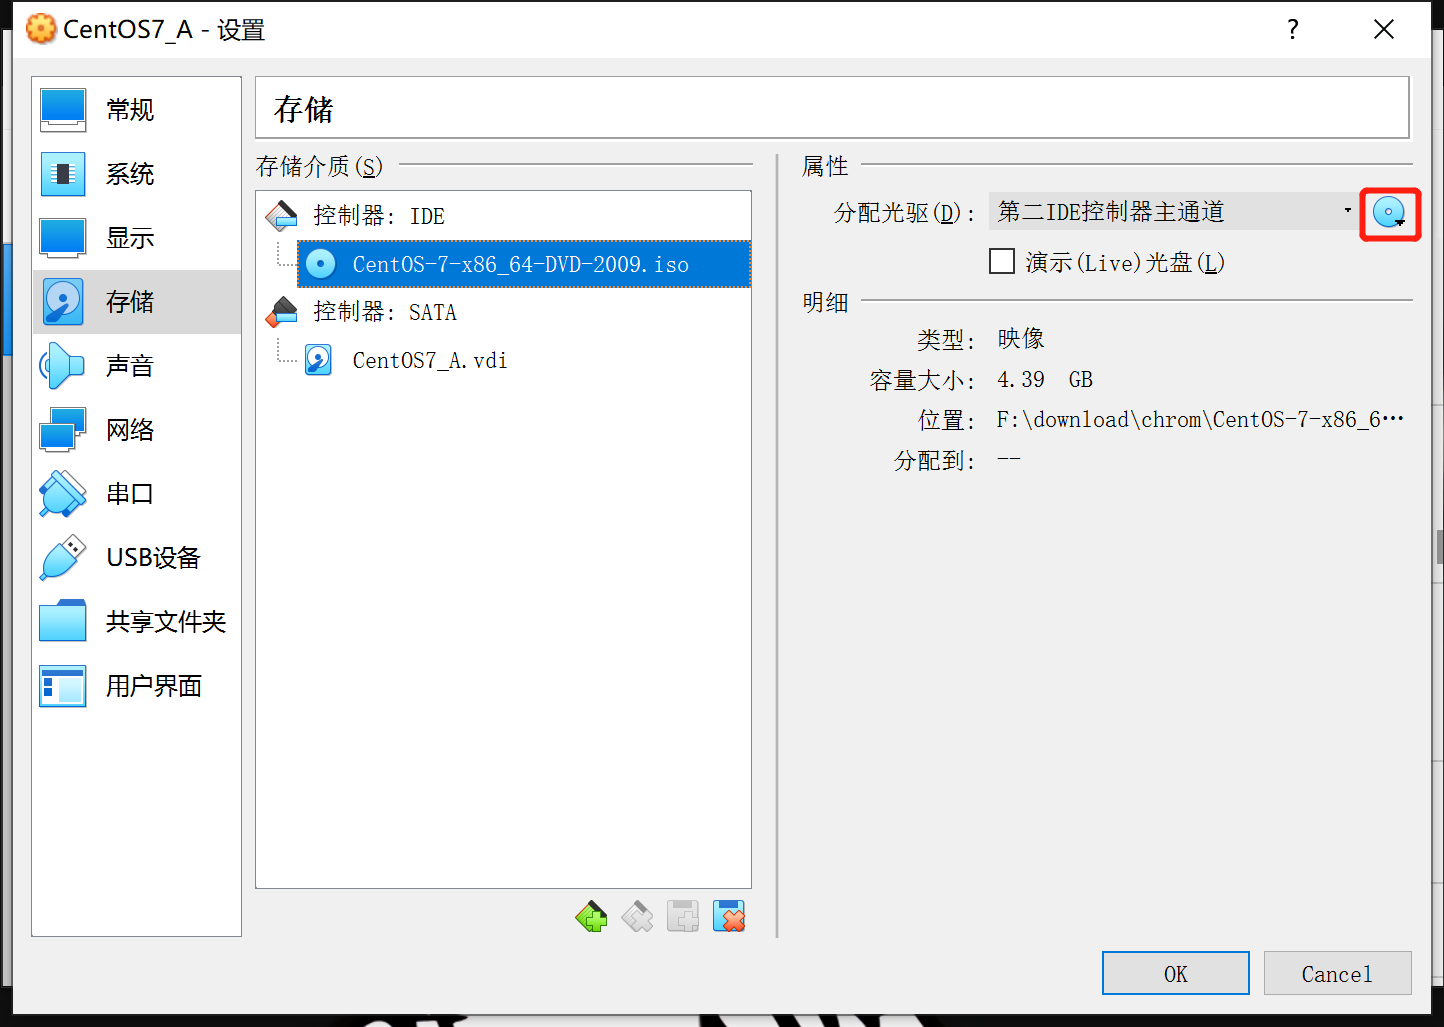 CentOS7_A - 设置
?
常规
系统
显示
存储
声音
网络
串口
USB设备
共享文件夹
用户界面
存储
存储介质(S)
控制器: IDE
CentOS-7-x86_64-DVD-2009.iso
控制器: SATA
CentOS7_A.vdi
属性
分配光驱(D): 第二IDE控制器主通道
演示(Live)光盘(L)
明细
类型: 映像
容量大小: 4.39 GB
位置: F:\download\chrom\CentOS-7-x86_6…
分配到: --
OK
Cancel